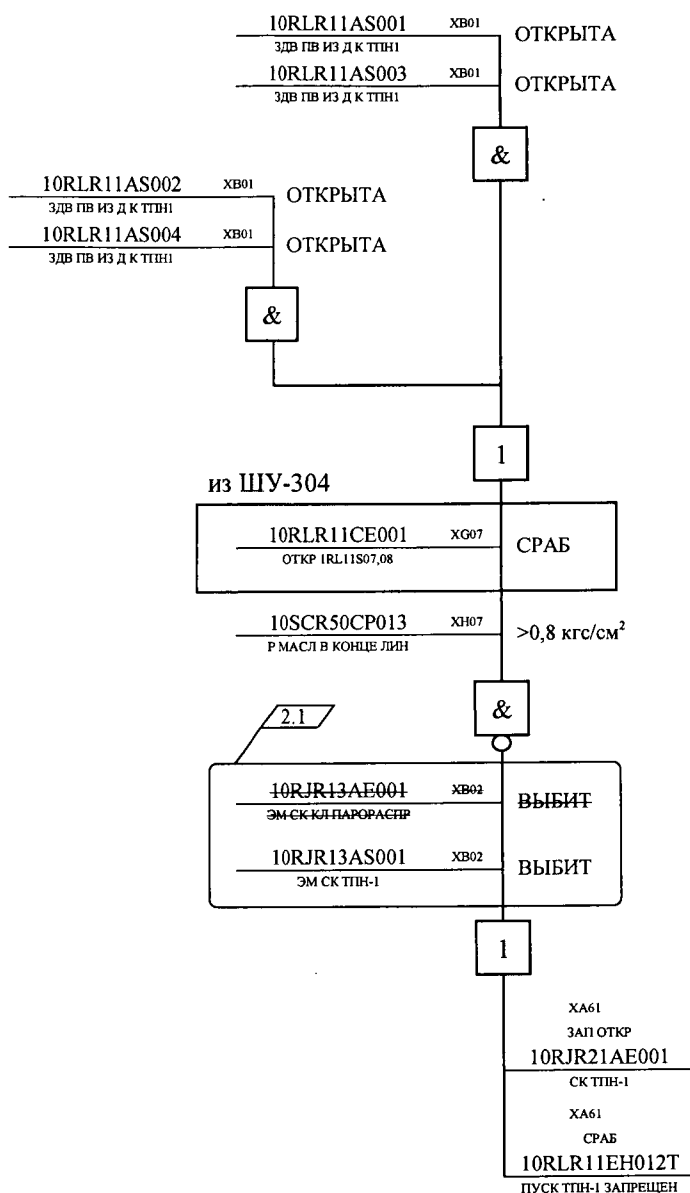 10RLR11AS001 XB01 ОТКРЫТА
ЗДВ ПВ ИЗ Д К ТПН1
10RLR11AS003 XB01 ОТКРЫТА
ЗДВ ПВ ИЗ Д К ТПН1
&
10RLR11AS002 XB01 ОТКРЫТА
ЗДВ ПВ ИЗ Д К ТПН1
10RLR11AS004 XB01 ОТКРЫТА
ЗДВ ПВ ИЗ Д К ТПН1
&
1
из ШУ-304
10RLR11CE001 XG07 СРАБ
ОТКР 1RL11S07,08
10SCR50CP013 XH07 >0,8 кгс/см²
Р МАСЛ В КОНЦЕ ЛИН
&
2.1
10RJR13AE001 XB02 ВЫБИТ
ЭМ СК КЛ ПАРОРАСПР
10RJR13AS001 XB02 ВЫБИТ
ЭМ СК ТПН-1
1
XA61
ЗАП ОТКР
10RJR21AE001
СК ТПН-1
XA61
СРАБ
10RLR11EH012T
ПУСК ТПН-1 ЗАПРЕЩЕН